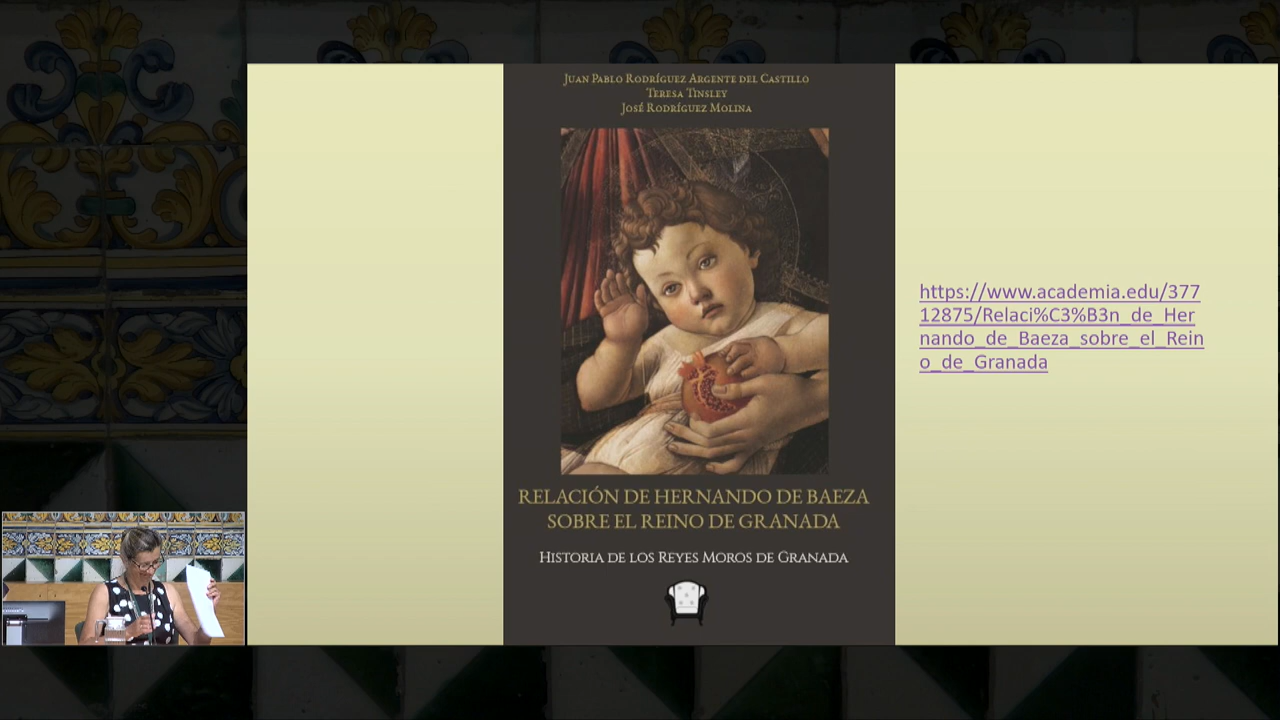 Juan Pablo Rodríguez Argente del Castillo
Teresa Tinsley
José Rodríguez Molina
RELACIÓN DE HERNANDO DE BAEZA
SOBRE EL REINO DE GRANADA
Historia de los Reyes Moros de Granada
https://www.academia.edu/377
12875/Relaci%C3%B3n_de_Her
nando_de_Baeza_sobre_el_Rein
o_de_Granada